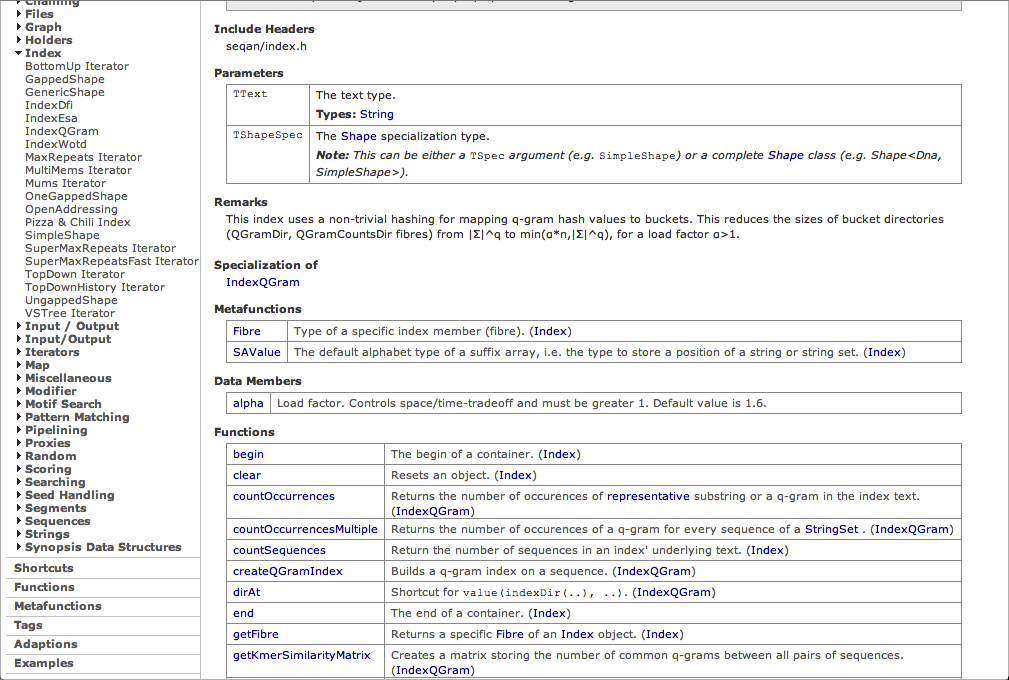 Chaining
Files
Graph
Holders
Index
BottomUp Iterator
GappedShape
GenericShape
IndexDfi
IndexEsa
IndexQGram
IndexWotd
MaxRepeats Iterator
MultiMems Iterator
Mums Iterator
OneGappedShape
OpenAddressing
Pizza & Chili Index
SimpleShape
SuperMaxRepeats Iterator
SuperMaxRepeatsFast Iterator
TopDown Iterator
TopDownHistory Iterator
UngappedShape
VSTree Iterator
Input / Output
Input/Output
Iterators
Map
Miscellaneous
Modifier
Motif Search
Pattern Matching
Pipelining
Proxies
Random
Scoring
Searching
Seed Handling
Segments
Sequences
Strings
Synopsis Data Structures
Shortcuts
Functions
Metafunctions
Tags
Adaptions
Examples
Include Headers
seqan/index.h
Parameters
TText The text type.
Types: String
TShapeSpec The Shape specialization type.
Note: This can be either a TSpec argument (e.g. SimpleShape) or a complete Shape class (e.g. Shape<Dna,
SimpleShape>).
Remarks
This index uses a non-trivial hashing for mapping q-gram hash values to buckets. This reduces the sizes of bucket directories
(QGramDir, QGramCountsDir fibres) from |Σ|^q to min(α*n,|Σ|^q), for a load factor α>1.
Specialization of
IndexQGram
Metafunctions
Fibre Type of a specific index member (fibre). (Index)
SAValue The default alphabet type of a suffix array, i.e. the type to store a position of a string or string set. (Index)
Data Members
alpha Load factor. Controls space/time-tradeoff and must be greater 1. Default value is 1.6.
Functions
begin The begin of a container. (Index)
clear Resets an object. (Index)
countOccurrences Returns the number of occurences of representative substring or a q-gram in the index text.
(IndexQGram)
countOccurrencesMultiple Returns the number of occurences of a q-gram for every sequence of a StringSet . (IndexQGram)
countSequences Return the number of sequences in an index' underlying text. (Index)
createQGramIndex Builds a q-gram index on a sequence. (IndexQGram)
dirAt Shortcut for value(indexDir(..), ..). (IndexQGram)
end The end of a container. (Index)
getFibre Returns a specific Fibre of an Index object. (Index)
getKmerSimilarityMatrix Creates a matrix storing the number of common q-grams between all pairs of sequences.
(IndexQGram)